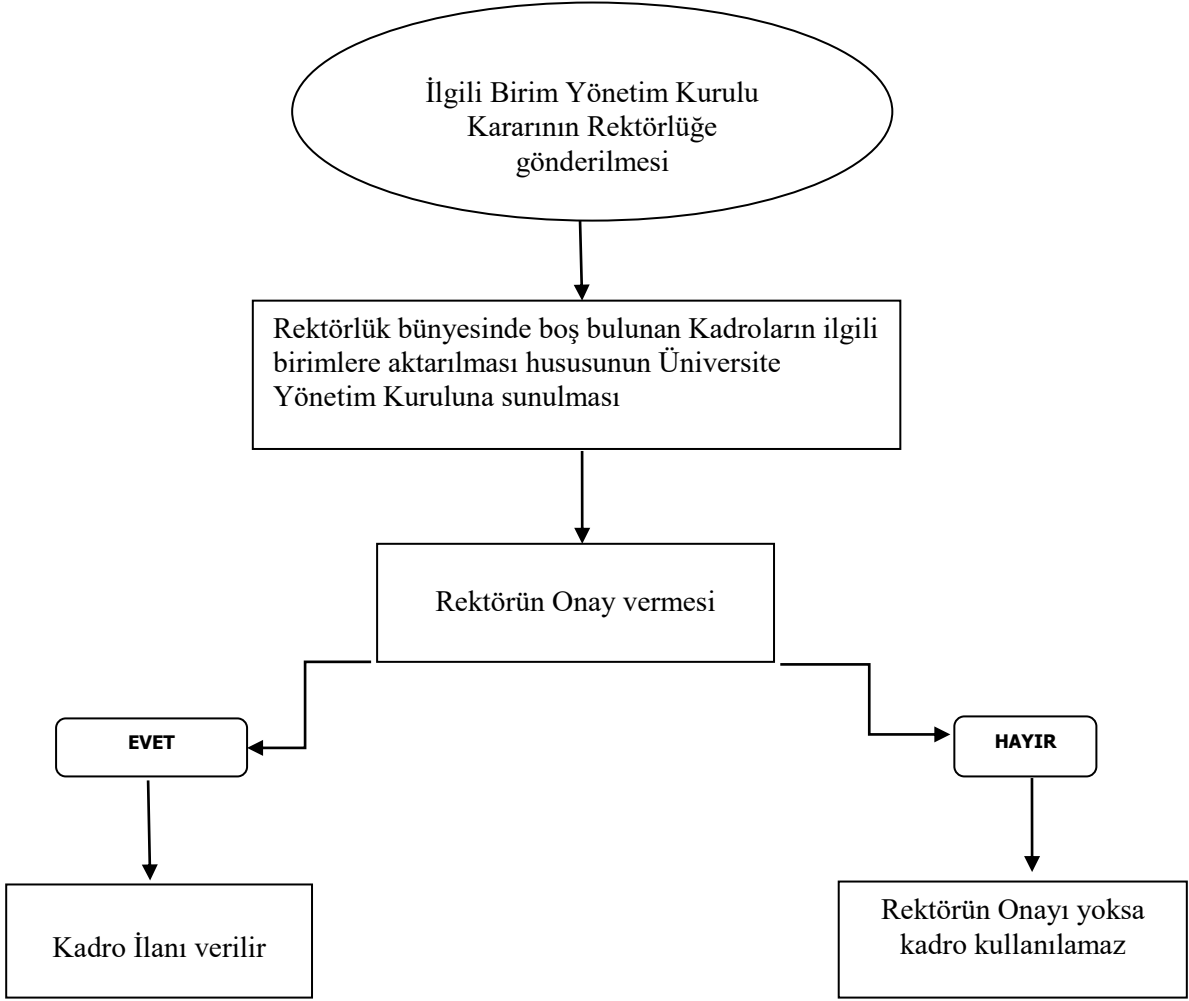 İlgili Birim Yönetim Kurulu
Kararının Rektörlüğe
gönderilmesi
Rektörlük bünyesinde boş bulunan Kadroların ilgili
birimlere aktarılması hususunun Üniversite
Yönetim Kuruluna sunulması
Rektörün Onay vermesi
EVET
HAYIR
Kadro İlanı verilir
Rektörün Onayı yoksa
kadro kullanılamaz